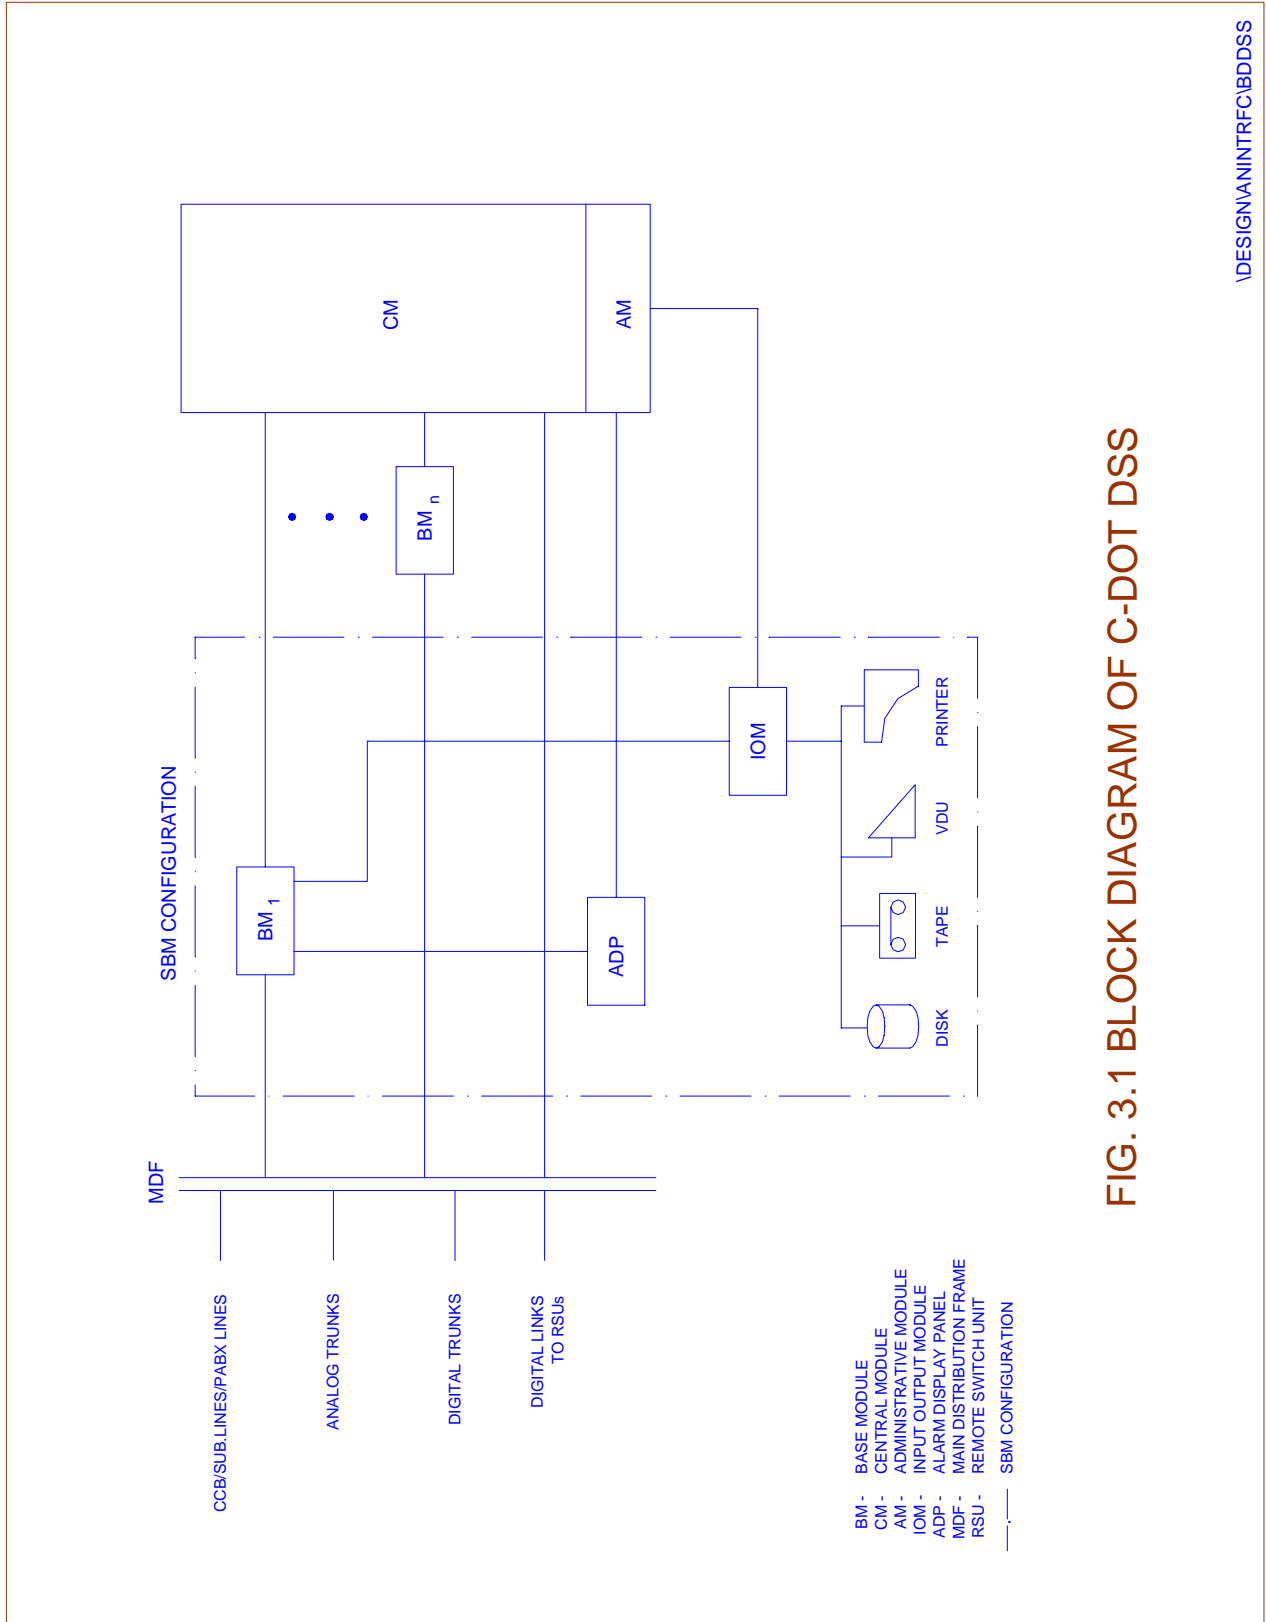 MDF
SBM CONFIGURATION
CCB/SUB.LINES/PABX LINES
ANALOG TRUNKS
DIGITAL TRUNKS
DIGITAL LINKS
TO RSUs
BM 1
BM n
CM
AM
ADP
IOM
DISK
TAPE
VDU
PRINTER
BM - BASE MODULE
CM - CENTRAL MODULE
AM - ADMINISTRATIVE MODULE
IOM - INPUT OUTPUT MODULE
ADP - ALARM DISPLAY PANEL
MDF - MAIN DISTRIBUTION FRAME
RSU - REMOTE SWITCH UNIT
SBM CONFIGURATION
FIG. 3.1 BLOCK DIAGRAM OF C-DOT DSS
\DESIGN\ANINTRFC\BDDSS